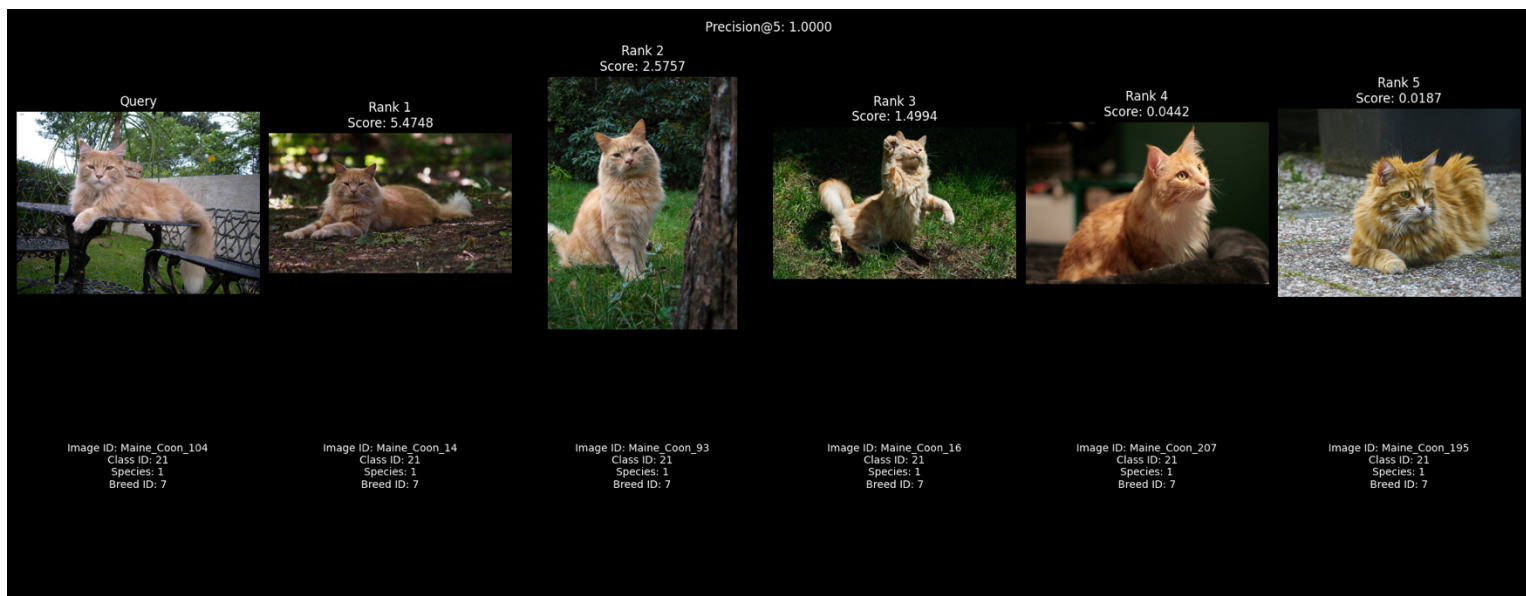 Precision@5: 1.0000
Query
Rank 1
Score: 5.4748
Rank 2
Score: 2.5757
Rank 3
Score: 1.4994
Rank 4
Score: 0.0442
Rank 5
Score: 0.0187
Image ID: Maine_Coon_104
Class ID: 21
Species: 1
Breed ID: 7
Image ID: Maine_Coon_14
Class ID: 21
Species: 1
Breed ID: 7
Image ID: Maine_Coon_93
Class ID: 21
Species: 1
Breed ID: 7
Image ID: Maine_Coon_16
Class ID: 21
Species: 1
Breed ID: 7
Image ID: Maine_Coon_207
Class ID: 21
Species: 1
Breed ID: 7
Image ID: Maine_Coon_195
Class ID: 21
Species: 1
Breed ID: 7